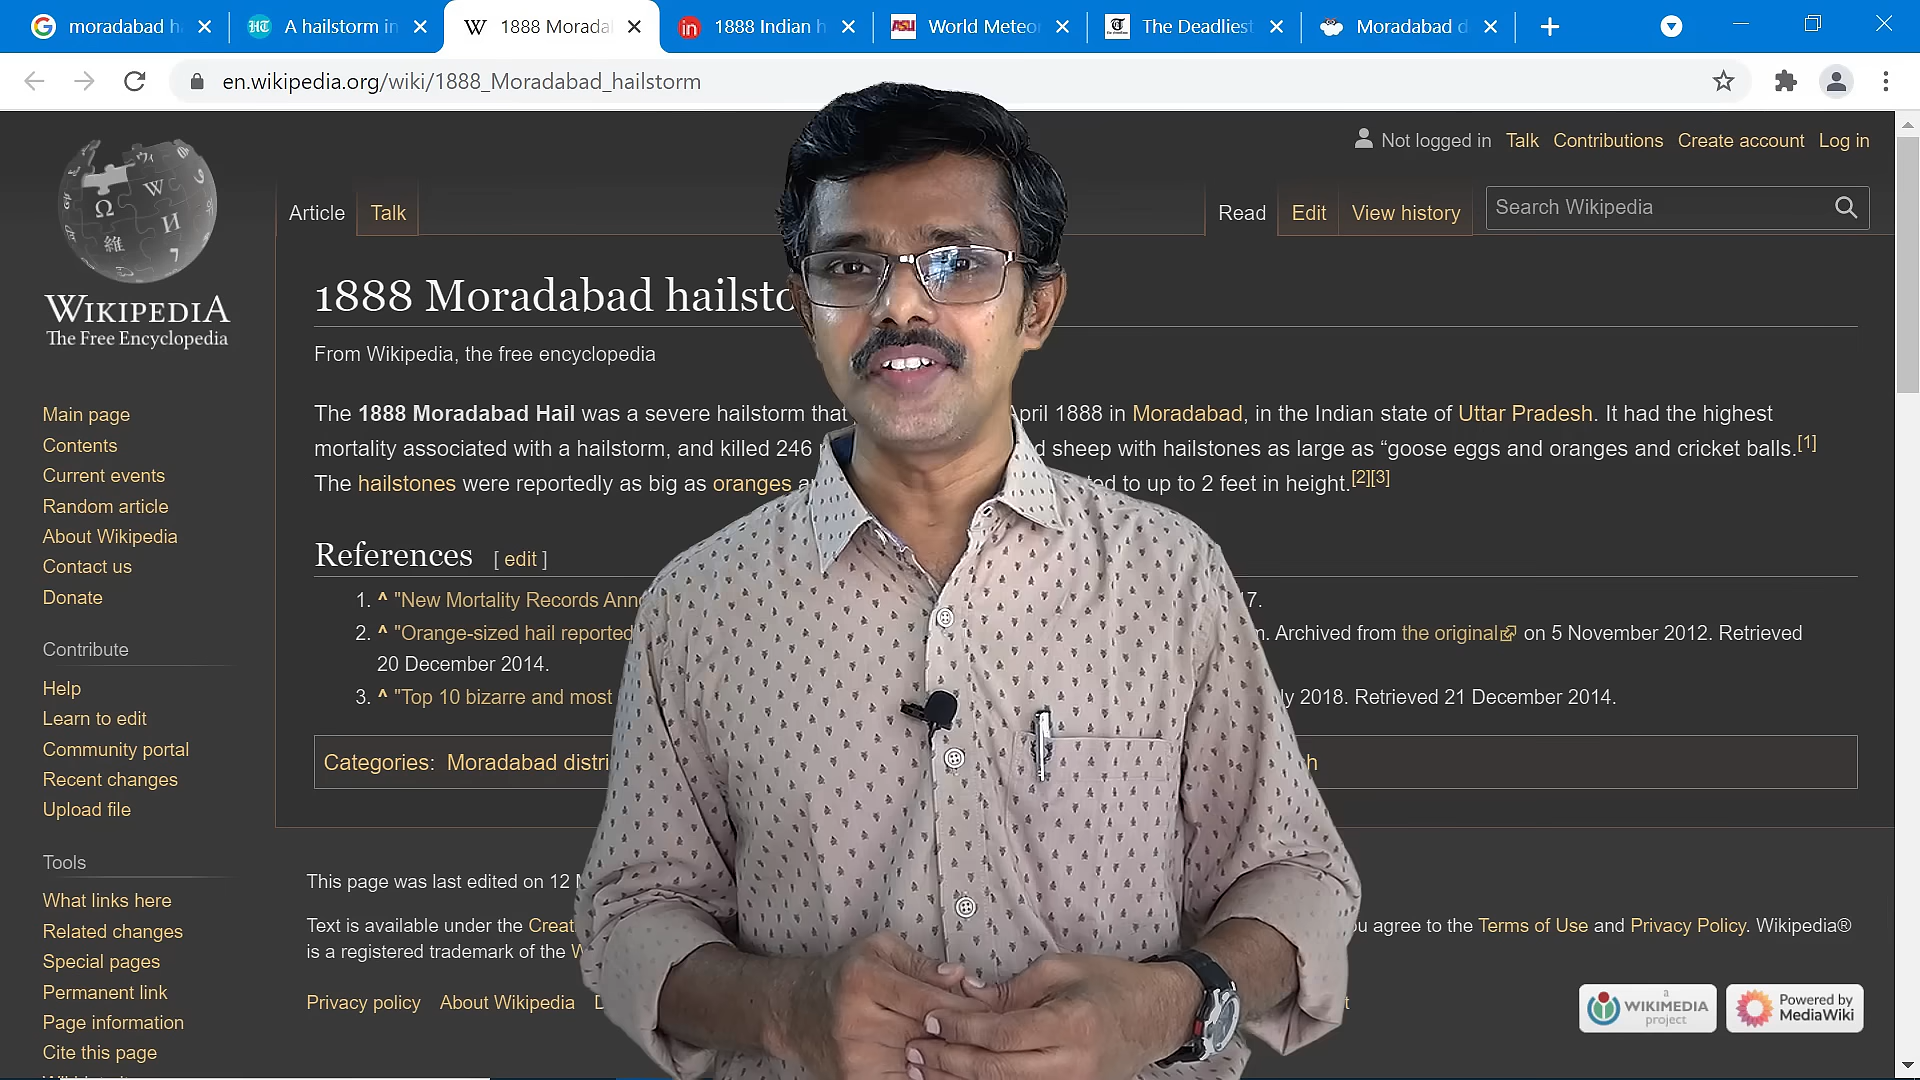 moradabad h
A hailstorm in
1888 Morada
1888 Indian h
World Meteo
The Deadliest
Moradabad d
en.wikipedia.org/wiki/1888_Moradabad_hailstorm
Not logged in Talk Contributions Create account Log in
Article Talk
Read Edit View history
Search Wikipedia
WIKIPEDIA
The Free Encyclopedia
1888 Moradabad hailsto
From Wikipedia, the free encyclopedia
The 1888 Moradabad Hail was a severe hailstorm that April 1888 in Moradabad, in the Indian state of Uttar Pradesh. It had the highest
mortality associated with a hailstorm, and killed 246 sheep with hailstones as large as “goose eggs and oranges and cricket balls.[1]
The hailstones were reportedly as big as oranges to up to 2 feet in height.[2][3]
References [ edit ]
1. ^ "New Mortality Records Anno 7.
2. ^ "Orange-sized hail reported Archived from the original on 5 November 2012. Retrieved
20 December 2014.
3. ^ "Top 10 bizarre and most y 2018. Retrieved 21 December 2014.
Categories: Moradabad distri h
Main page
Contents
Current events
Random article
About Wikipedia
Contact us
Donate
Contribute
Help
Learn to edit
Community portal
Recent changes
Upload file
Tools
What links here
Related changes
Special pages
Permanent link
Page information
Cite this page
This page was last edited on 12
Text is available under the Creati u agree to the Terms of Use and Privacy Policy. Wikipedia®
is a registered trademark of the W
Privacy policy About Wikipedia D
a
WIKIMEDIA
project
Powered by
MediaWiki
ASU